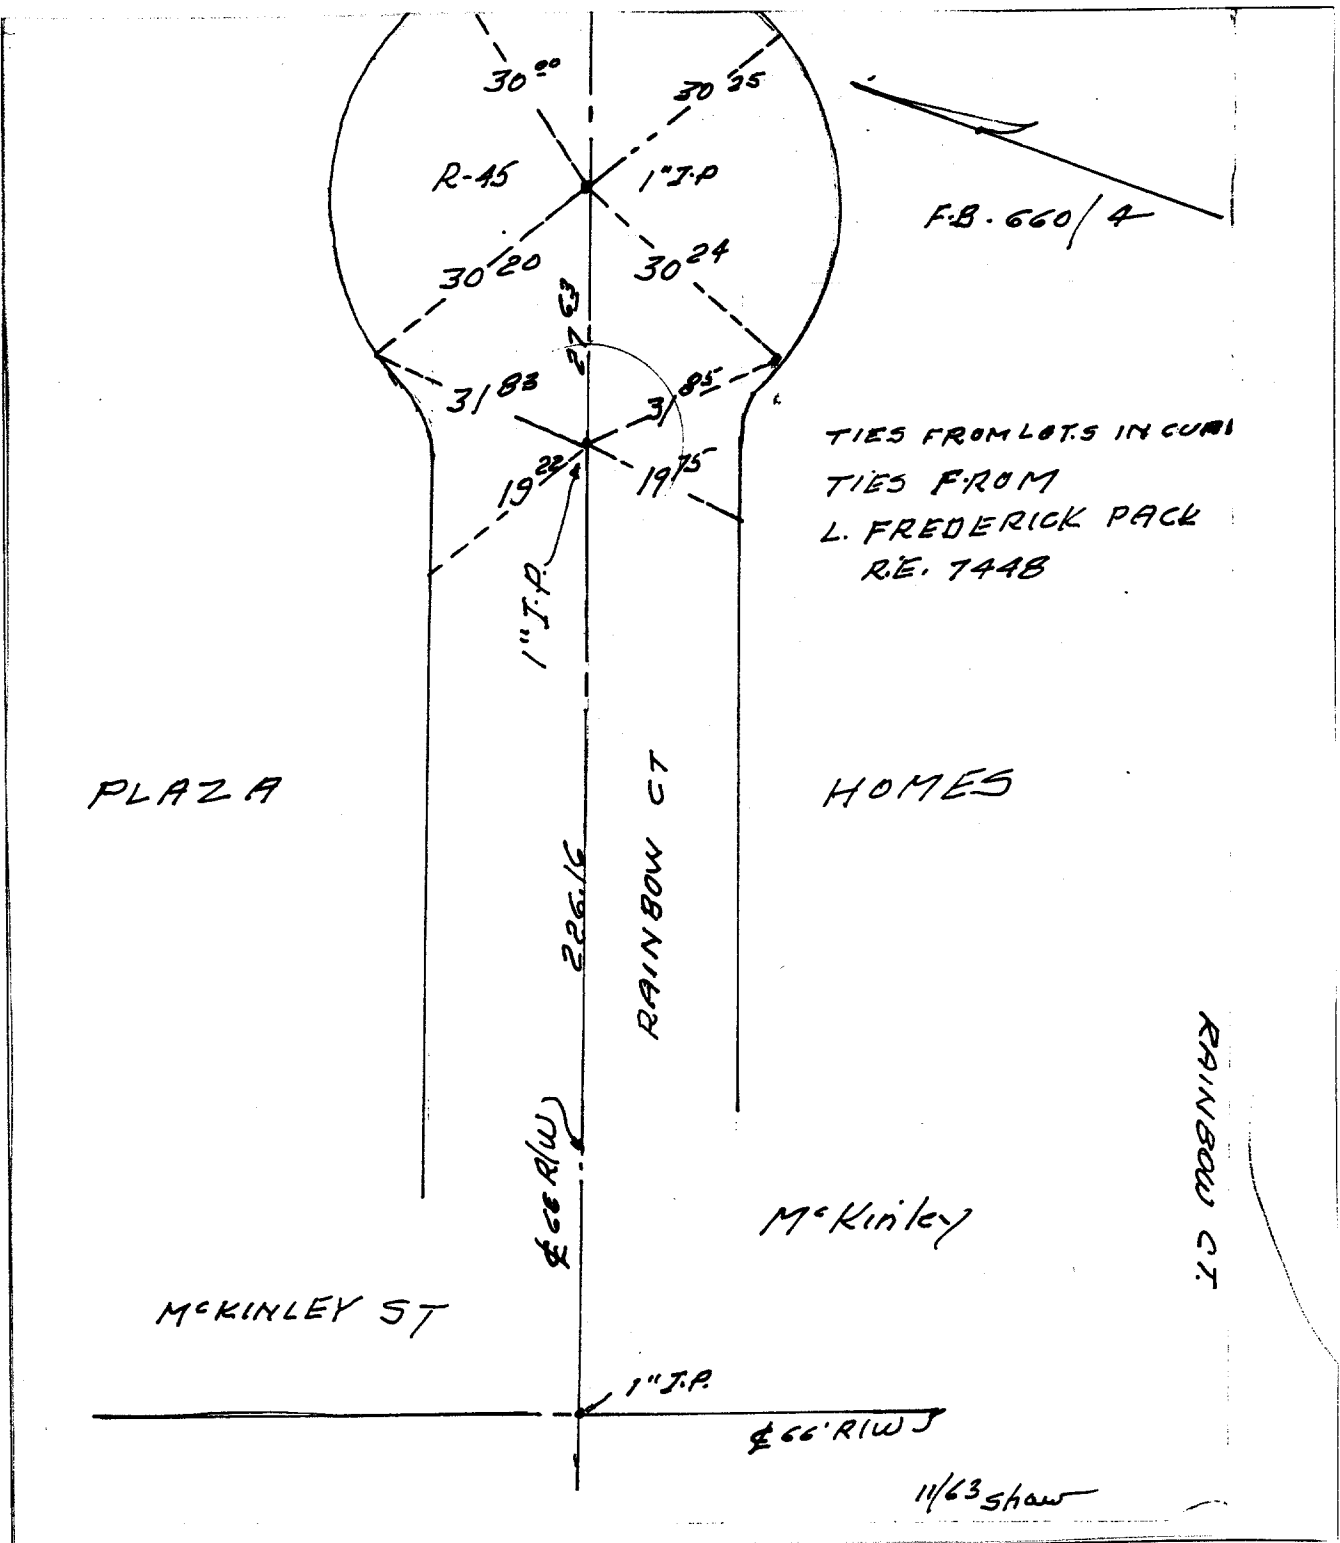 30 00
30 25
R-45
1" I.P
F.B. 660/4
30 20
30 24
27 63
31 83
31 85
19 22
19 75
TIES FROM LOTS IN CURB
TIES FROM
L. FREDERICK PACK
R.E. 7448
1" I.P.
PLAZA
HOMES
RAINBOW CT
226.16
₵ 66 R/W
McKinley
RAINBOW CT.
McKINLEY ST
1" I.P.
₵ 66' R/W
11/63 Shaw